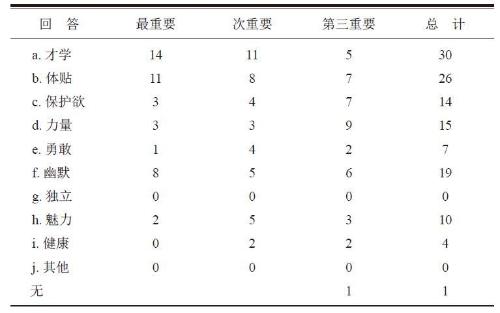 回 答 最重要 次重要 第三重要 总 计
a. 才学 14 11 5 30
b. 体贴 11 8 7 26
c. 保护欲 3 4 7 14
d. 力量 3 3 9 15
e. 勇敢 1 4 2 7
f. 幽默 8 5 6 19
g. 独立 0 0 0 0
h. 魅力 2 5 3 10
i. 健康 0 2 2 4
j. 其他 0 0 0 0
无 1 1